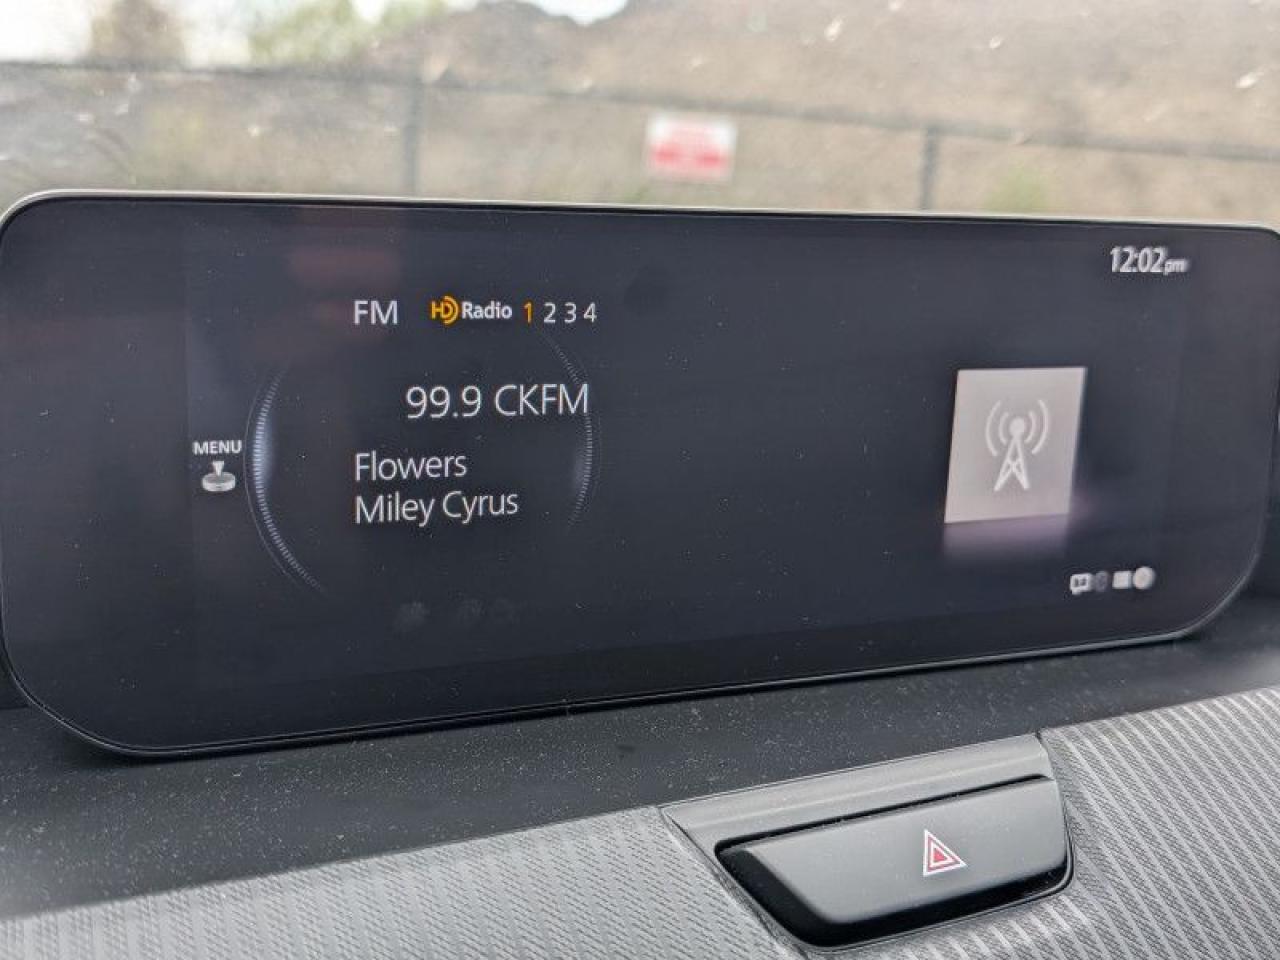 12:02pm
FM HD Radio 1 2 3 4
99.9 CKFM
MENU
Flowers
Miley Cyrus